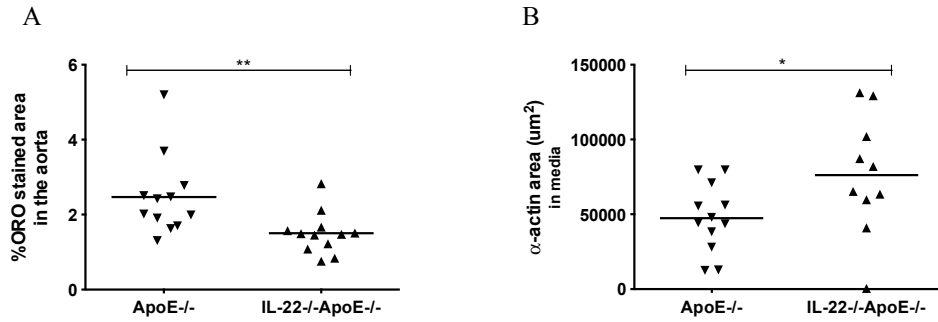 A
%ORO stained area
in the aorta
6
4
2
0
**
ApoE-/-
IL-22-/-ApoE-/-
B
α-actin area (um²)
in media
150000
100000
50000
0
*
ApoE-/-
IL-22-/-ApoE-/-